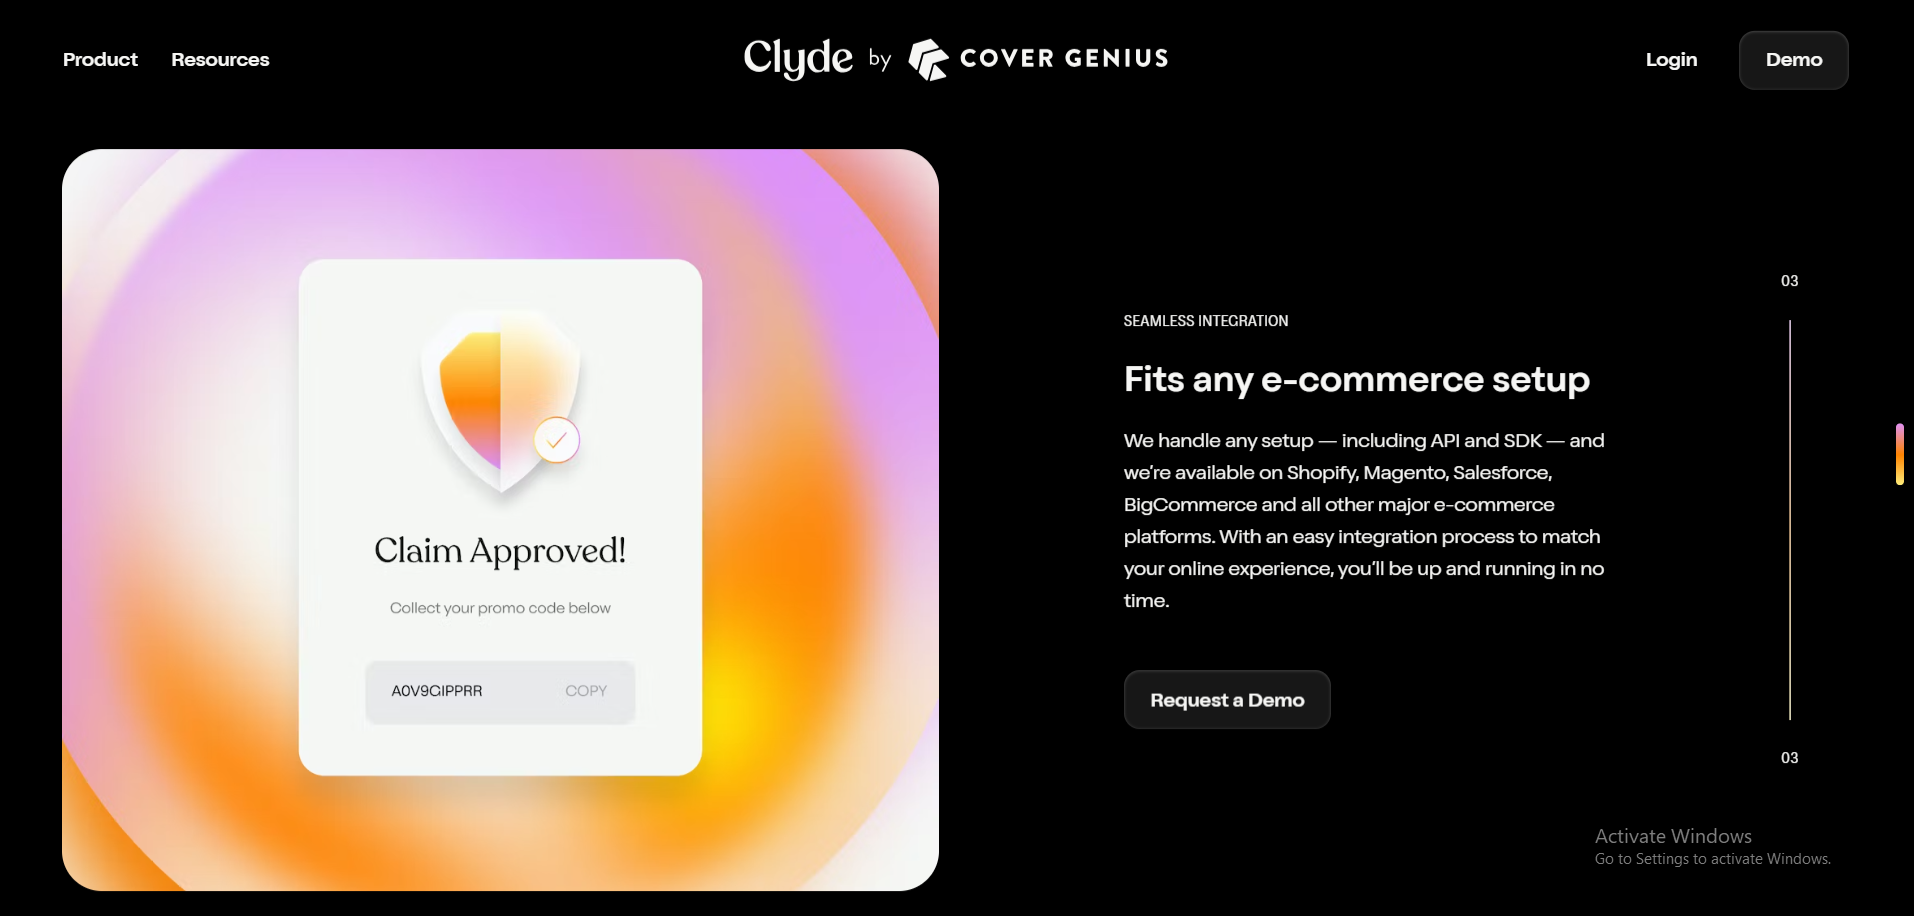 Product
Resources
Clyde by COVER GENIUS
Login
Demo
Claim Approved!
Collect your promo code below
A0V9GIPPRR
COPY
SEAMLESS INTEGRATION
Fits any e-commerce setup
We handle any setup — including API and SDK — and
we're available on Shopify, Magento, Salesforce,
BigCommerce and all other major e-commerce
platforms. With an easy integration process to match
your online experience, you'll be up and running in no
time.
Request a Demo
03
03
Activate Windows
Go to Settings to activate Windows.